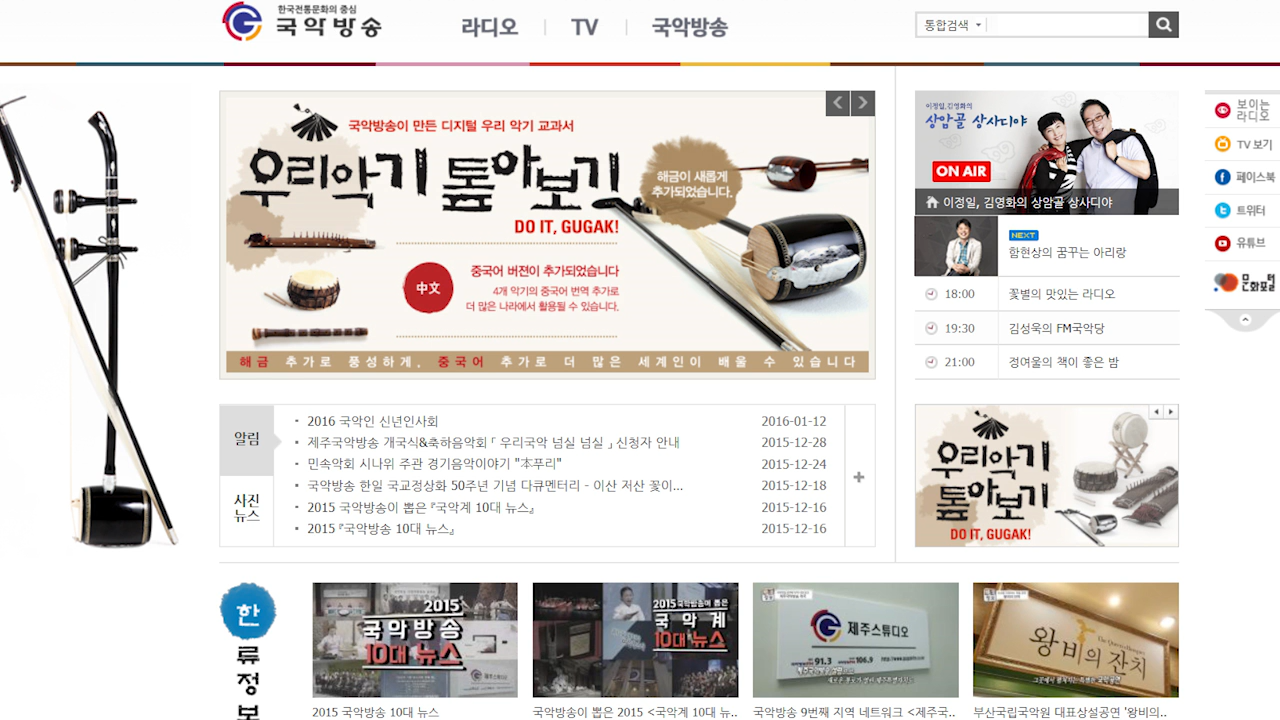 한국전통문화의 중심
국악방송
라디오
TV
국악방송
통합검색
국악방송이 만든 디지털 우리 악기 교과서
우리악기 톺아보기
DO IT, GUGAK!
해금이 새롭게
추가되었습니다.
中文
중국어 버젼이 추가되었습니다
4개 악기의 중국어 번역 추가로
더 많은 나라에서 활용될 수 있습니다.
해금 추가로 풍성하게, 중국어 추가로 더 많은 세계인이 배울 수 있습니다
이정일, 김영화의
상암골 상사디야
ON AIR
이정일, 김영화의 상암골 상사디야
NEXT
함현상의 꿈꾸는 아리랑
18:00 꽃별의 맛있는 라디오
19:30 김성욱의 FM국악당
21:00 정여울의 책이 좋은 밤
보이는
라디오
TV 보기
페이스북
트위터
유튜브
문화포털
알림
사진
뉴스
2016 국악인 신년인사회 2016-01-12
제주국악방송 개국식&축하음악회 「 우리국악 넘실 넘실 」 신청자 안내 2015-12-28
민속악회 시나위 주관 경기음악이야기 "本푸리" 2015-12-24
국악방송 한일 국교정상화 50주년 기념 다큐멘터리 - 이산 저산 꽃이... 2015-12-18
2015 국악방송이 뽑은 『국악계 10대 뉴스』 2015-12-16
2015 『국악방송 10대 뉴스』 2015-12-16
우리악기
톺아보기
DO IT, GUGAK!
한
류
정
보
2015
국악방송
10대 뉴스
2015 국악방송이 뽑은
국악계
10대 뉴스
제주스튜디오
91.3
106.9
왕비의 잔치
The Queen's Banquet
2015 국악방송 10대 뉴스
국악방송이 뽑은 2015 <국악계 10대 뉴..
국악방송 9번째 지역 네트워크 <제주국..
부산국립국악원 대표상설공연 '왕비의..